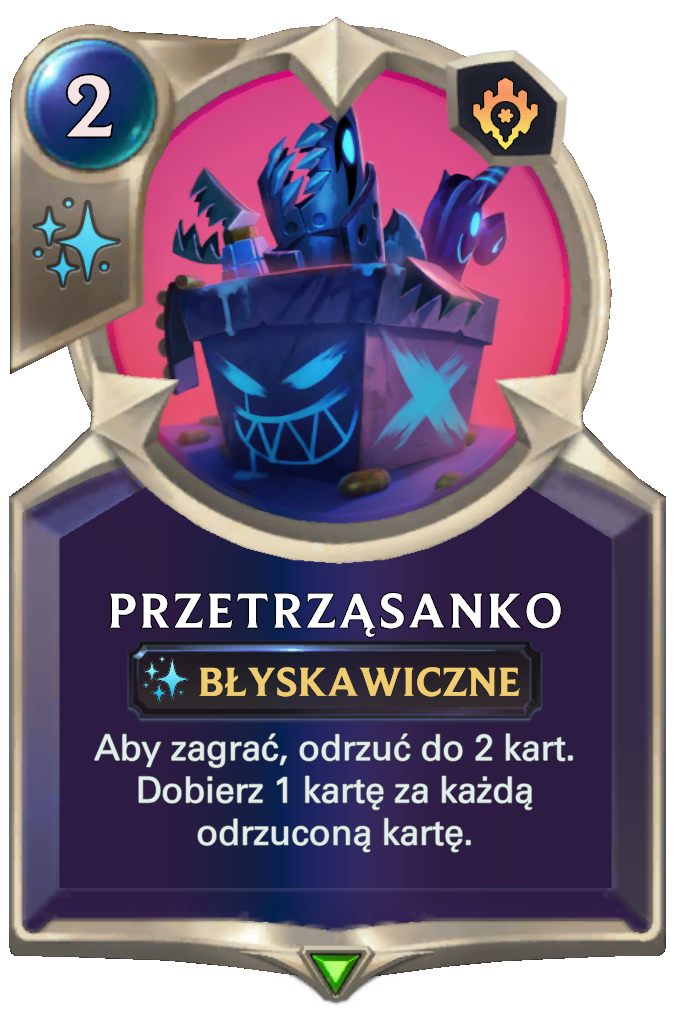 2
PRZETRZĄSANKO
BŁYSKAWICZNE
Aby zagrać, odrzuć do 2 kart.
Dobierz 1 kartę za każdą
odrzuconą kartę.